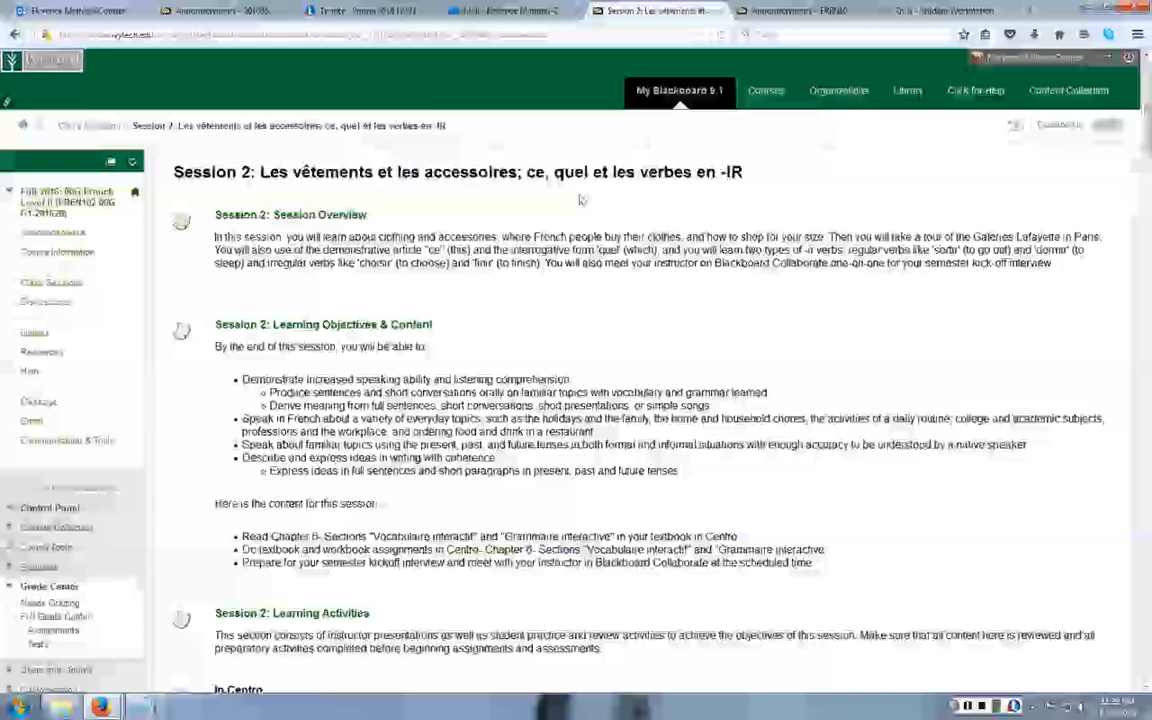 My Blackboard 9.1
Courses
Organizations
Library
Click for Help
Content Collection
Session 2: Les vêtements et les accessoires; ce, quel et les verbes en -IR
Session 2: Les vêtements et les accessoires; ce, quel et les verbes en -IR
Session 2: Session Overview
In this session, you will learn about clothing and accessories, where French people buy their clothes, and how to shop for your size. Then you will take a tour of the Galeries Lafayette in Paris.
You will also use of the demonstrative article "ce" (this) and the interrogative form 'quel' (which), and you will learn two types of -ir verbs, regular verbs like 'sortir' (to go out) and 'dormir' (to
sleep) and irregular verbs like 'choisir' (to choose) and 'finir' (to finish). You will also meet your instructor on Blackboard Collaborate one-on-one for your semester kick-off interview
Session 2: Learning Objectives & Content
By the end of this session, you will be able to
Demonstrate increased speaking ability and listening comprehension
Produce sentences and short conversations orally on familiar topics with vocabulary and grammar learned
Derive meaning from full sentences, short conversations, short presentations, or simple songs
Speak in French about a variety of everyday topics, such as the holidays and the family, the home and household chores, the activities of a daily routine, college and academic subjects,
professions and the workplace, and ordering food and drink in a restaurant
Speak about familiar topics using the present, past, and future tenses in both formal and informal situations with enough accuracy to be understood by a native speaker
Describe and express ideas in writing with coherence
Express ideas in full sentences and short paragraphs in present, past and future tenses
Here is the content for this session
Read Chapter 6- Sections "Vocabulaire interactif" and "Grammaire interactive" in your textbook in Centro
Do textbook and workbook assignments in Centro- Chapter 6- Sections "Vocabulaire interactif" and "Grammaire interactive
Prepare for your semester kickoff interview and meet with your instructor in Blackboard Collaborate at the scheduled time
Session 2: Learning Activities
This section consists of instructor presentations as well as student practice and review activities to achieve the objectives of this session. Make sure that all content here is reviewed and all
preparatory activities completed before beginning assignments and assessments.
In Centro
Control Panel
Grade Center
Needs Grading
Full Grade Center
Assignments
Tests